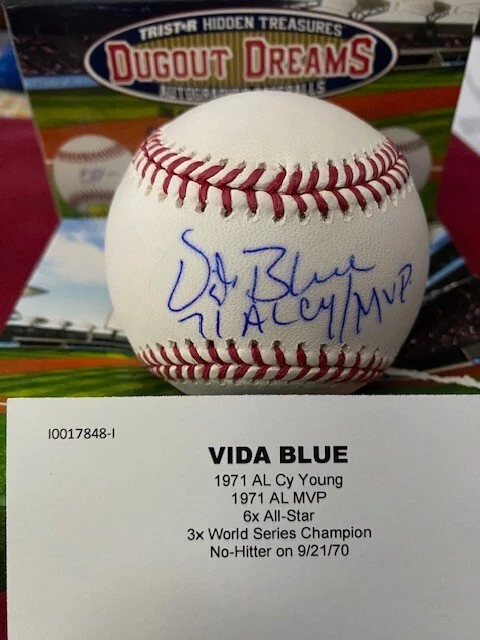 TRISTAR HIDDEN TREASURES
DUGOUT DREAMS
AUTOGRAPHED BASEBALLS
Vida Blue
71 AL CY/MVP
I0017848-I
VIDA BLUE
1971 AL Cy Young
1971 AL MVP
6x All-Star
3x World Series Champion
No-Hitter on 9/21/70